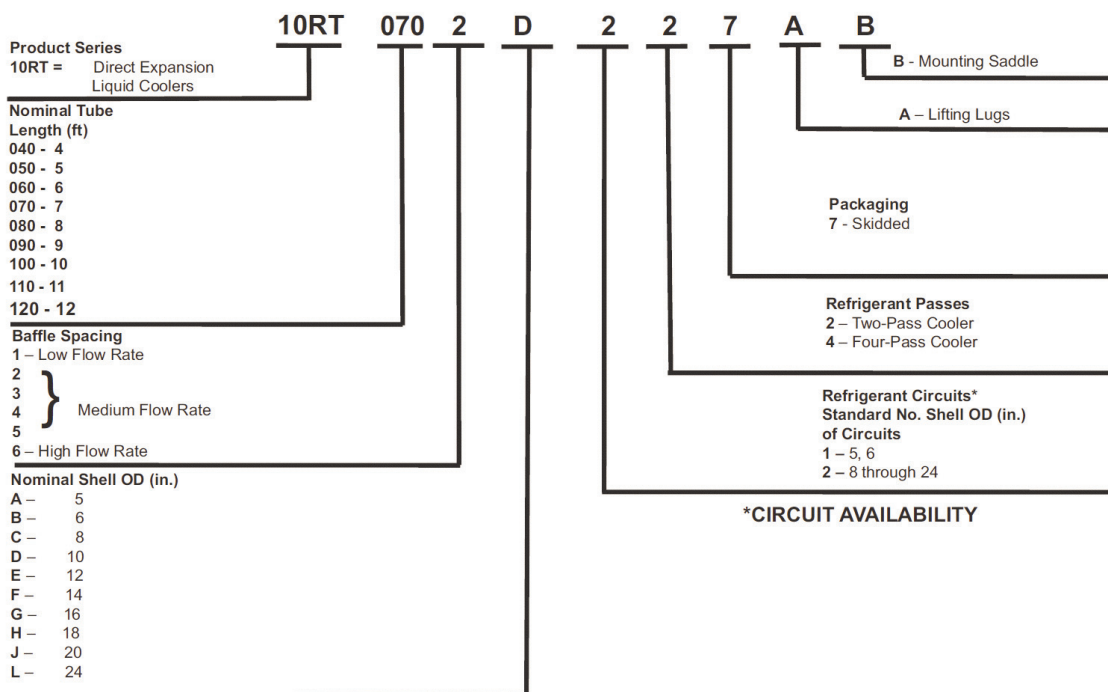 10RT 070 2 D 2 2 7 A B
Product Series
10RT = Direct Expansion
Liquid Coolers
Nominal Tube
Length (ft)
040 - 4
050 - 5
060 - 6
070 - 7
080 - 8
090 - 9
100 - 10
110 - 11
120 - 12
Baffle Spacing
1 – Low Flow Rate
2
3
4
5
} Medium Flow Rate
6 – High Flow Rate
Nominal Shell OD (in.)
A – 5
B – 6
C – 8
D – 10
E – 12
F – 14
G – 16
H – 18
J – 20
L – 24
B - Mounting Saddle
A – Lifting Lugs
Packaging
7 - Skidded
Refrigerant Passes
2 – Two-Pass Cooler
4 – Four-Pass Cooler
Refrigerant Circuits*
Standard No. Shell OD (in.)
of Circuits
1 – 5, 6
2 – 8 through 24
*CIRCUIT AVAILABILITY